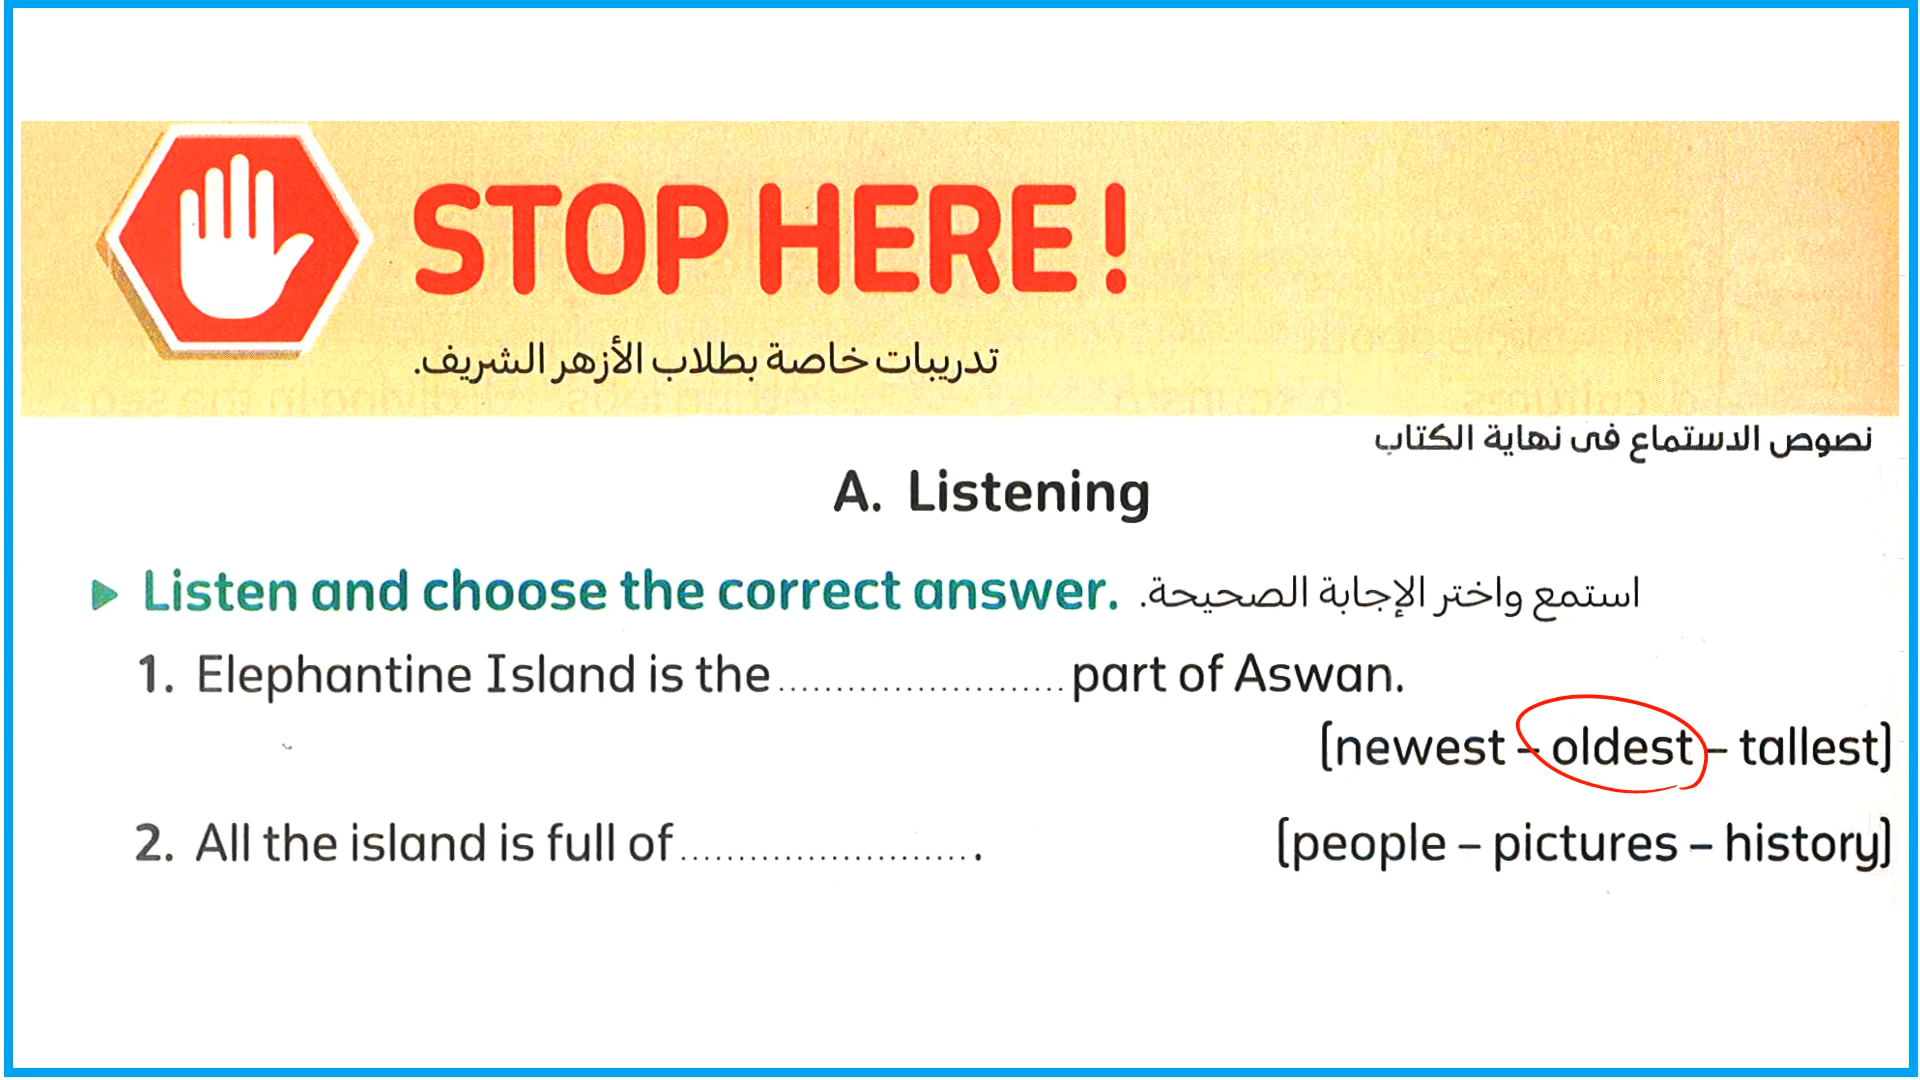 STOP HERE!
تدريبات خاصة بطلاب الأزهر الشريف.
نصوص الاستماع فى نهاية الكتاب
A. Listening
Listen and choose the correct answer. استمع واختر الإجابة الصحيحة.
1. Elephantine Island is the ........................ part of Aswan.
[newest – oldest – tallest]
2. All the island is full of ........................ . [people – pictures – history]